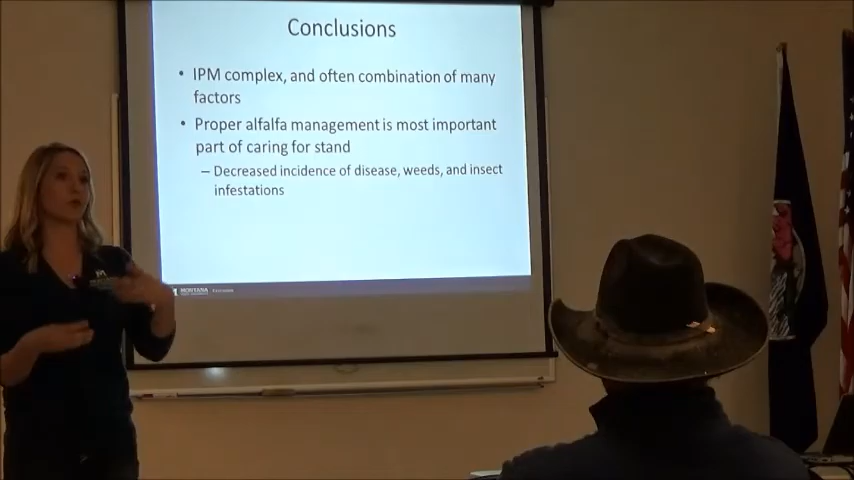 Conclusions
• IPM complex, and often combination of many
factors
• Proper alfalfa management is most important
part of caring for stand
– Decreased incidence of disease, weeds, and insect
infestations
MONTANA